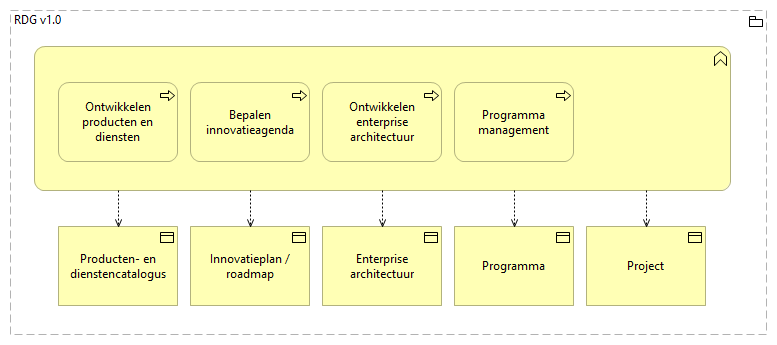 RDG v1.0
Ontwikkelen
producten en
diensten
Bepalen
innovatieagenda
Ontwikkelen
enterprise
architectuur
Programma
management
Producten- en
dienstencatalogus
Innovatieplan /
roadmap
Enterprise
architectuur
Programma
Project